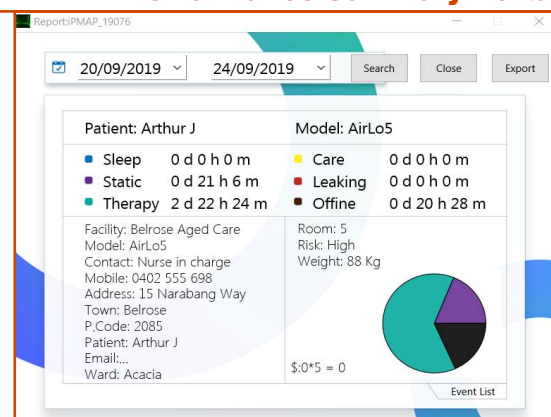 Report:iPMAP_19076
20/09/2019 24/09/2019 Search Close Export
Patient: Arthur J Model: AirLo5
Sleep 0 d 0 h 0 m Care 0 d 0 h 0 m
Static 0 d 21 h 6 m Leaking 0 d 0 h 0 m
Therapy 2 d 22 h 24 m Offine 0 d 20 h 28 m
Facility: Belrose Aged Care
Model: AirLo5
Contact: Nurse in charge
Mobile: 0402 555 698
Address: 15 Narabang Way
Town: Belrose
P.Code: 2085
Patient: Arthur J
Email:...
Ward: Acacia
Room: 5
Risk: High
Weight: 88 Kg
$:0*5 = 0
Event List